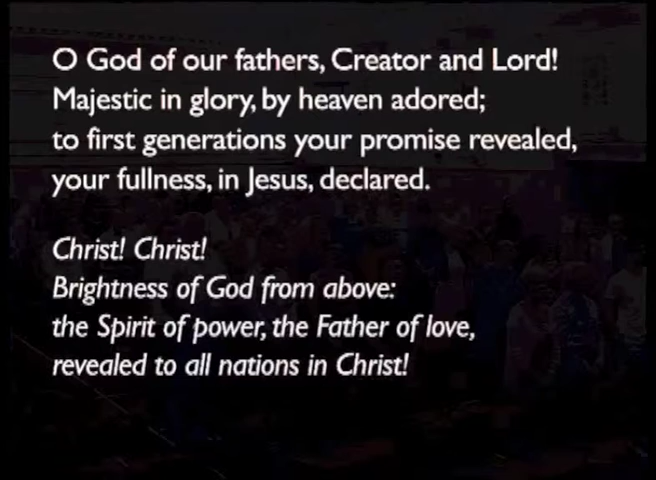 O God of our fathers, Creator and Lord!
Majestic in glory, by heaven adored;
to first generations your promise revealed,
your fullness, in Jesus, declared.
Christ! Christ!
Brightness of God from above:
the Spirit of power, the Father of love,
revealed to all nations in Christ!